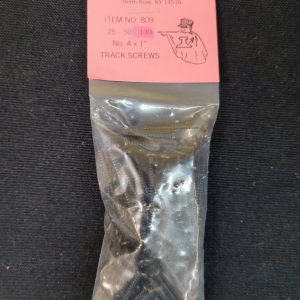 North Rose, NY 14516
ITEM NO. 809
25 - 50 - 100
No. 4 x 1"
TRACK SCREWS